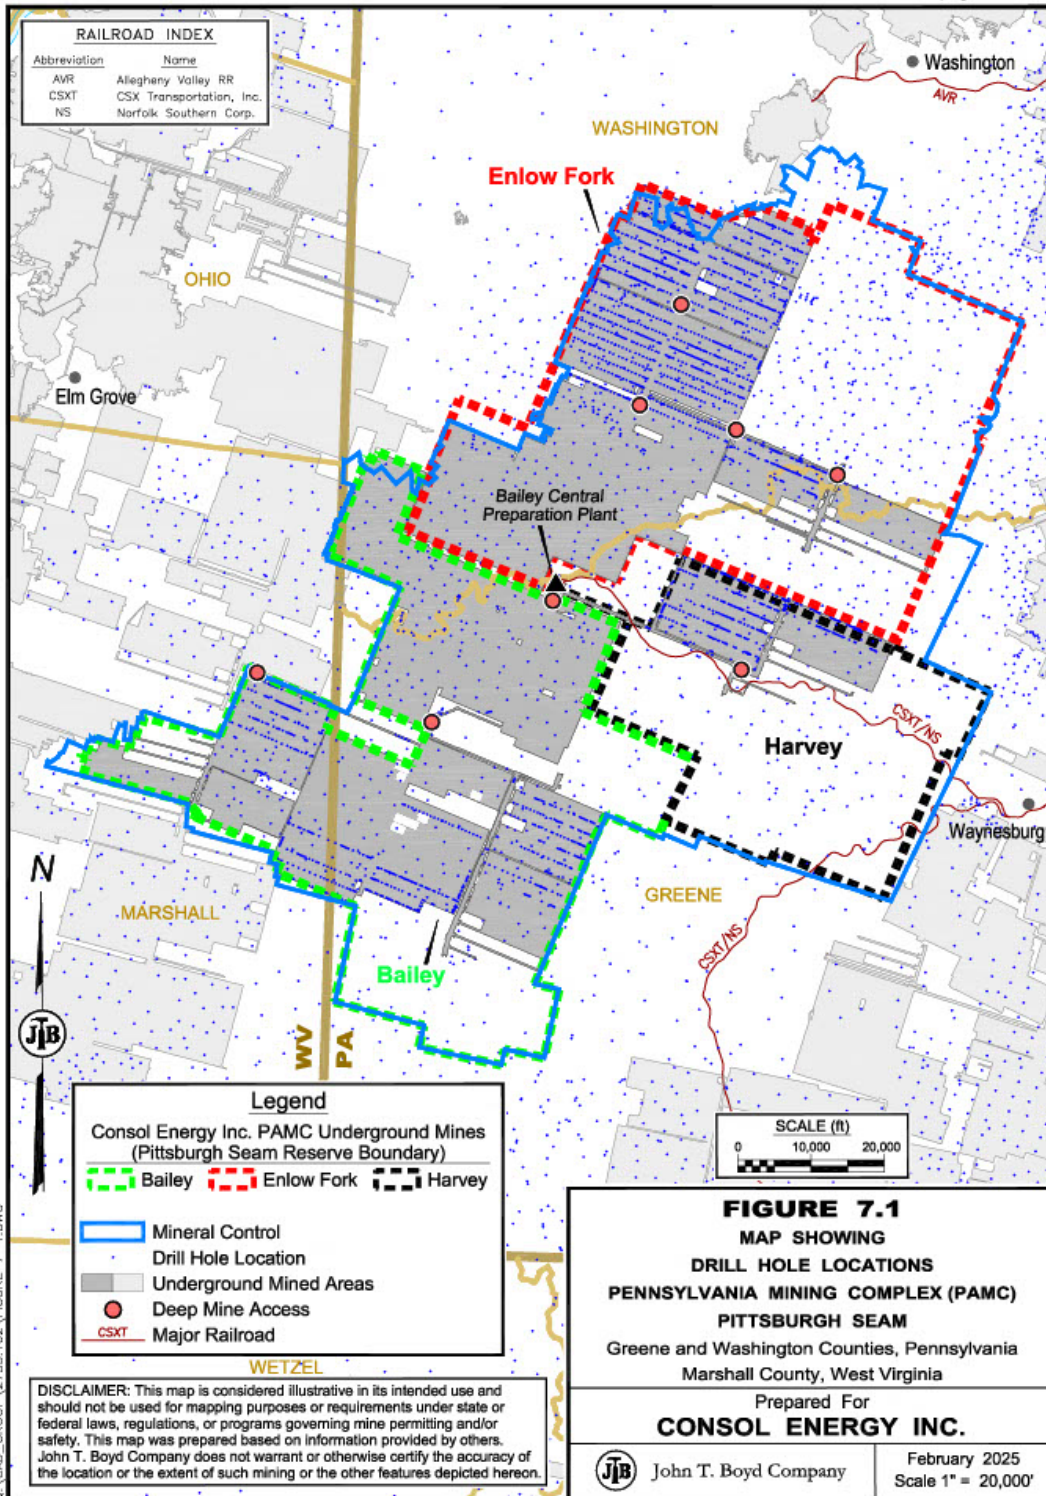 RAILROAD INDEX
Abbreviation Name
AVR Allegheny Valley RR
CSXT CSX Transportation, Inc.
NS Norfolk Southern Corp.
Washington
AVR
WASHINGTON
Enlow Fork
OHIO
Elm Grove
Bailey Central
Preparation Plant
CSXT/NS
Harvey
Waynesburg
N
MARSHALL
GREENE
CSXT/NS
Bailey
JTB
WV
PA
Legend
Consol Energy Inc. PAMC Underground Mines
(Pittsburgh Seam Reserve Boundary)
Bailey Enlow Fork Harvey
Mineral Control
Drill Hole Location
Underground Mined Areas
Deep Mine Access
CSXT Major Railroad
SCALE (ft)
0 10,000 20,000
WETZEL
DISCLAIMER: This map is considered illustrative in its intended use and
should not be used for mapping purposes or requirements under state or
federal laws, regulations, or programs governing mine permitting and/or
safety. This map was prepared based on information provided by others.
John T. Boyd Company does not warrant or otherwise certify the accuracy of
the location or the extent of such mining or the other features depicted hereon.
FIGURE 7.1
MAP SHOWING
DRILL HOLE LOCATIONS
PENNSYLVANIA MINING COMPLEX (PAMC)
PITTSBURGH SEAM
Greene and Washington Counties, Pennsylvania
Marshall County, West Virginia
Prepared For
CONSOL ENERGY INC.
JTB John T. Boyd Company
February 2025
Scale 1" = 20,000'